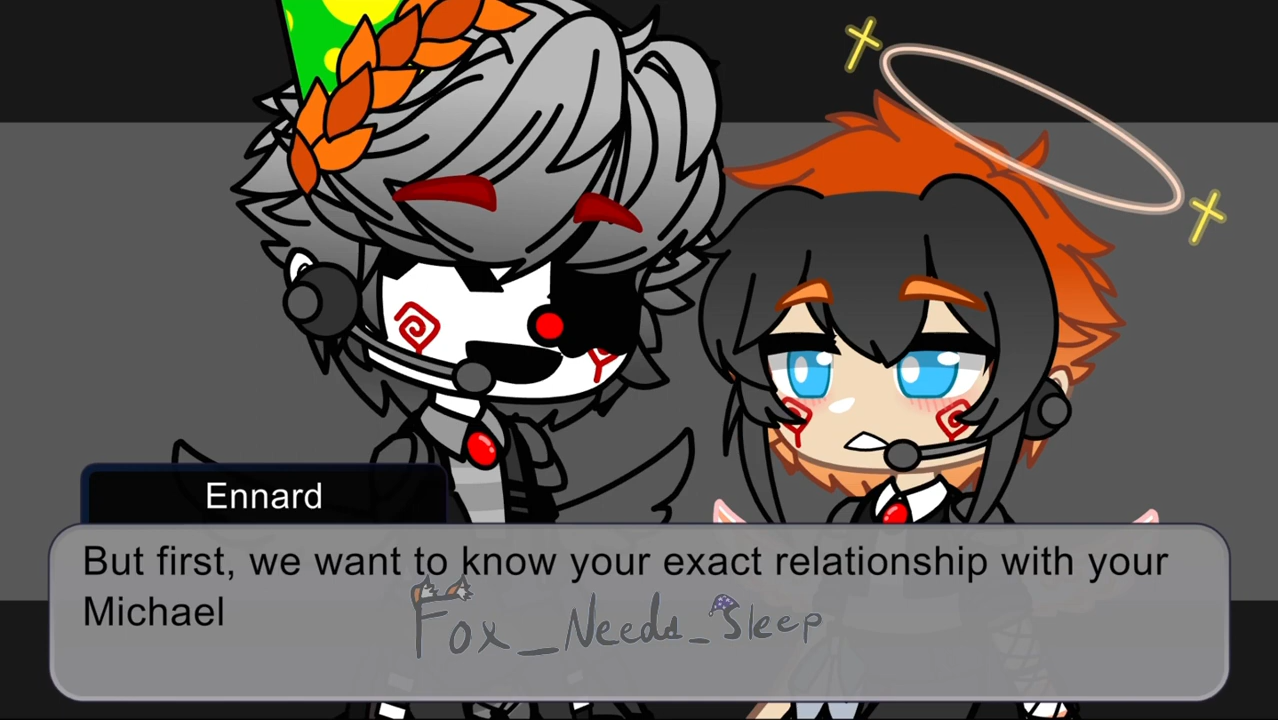 Ennard
But first, we want to know your exact relationship with your
Michael
Fox_Needs_Sleep